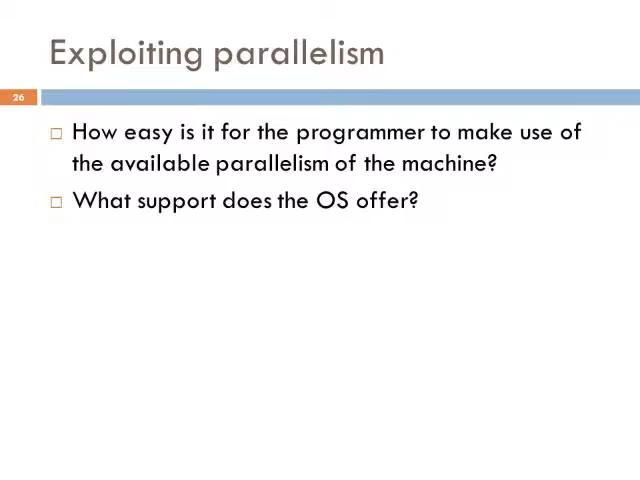 Exploiting parallelism
26
How easy is it for the programmer to make use of
the available parallelism of the machine?
What support does the OS offer?